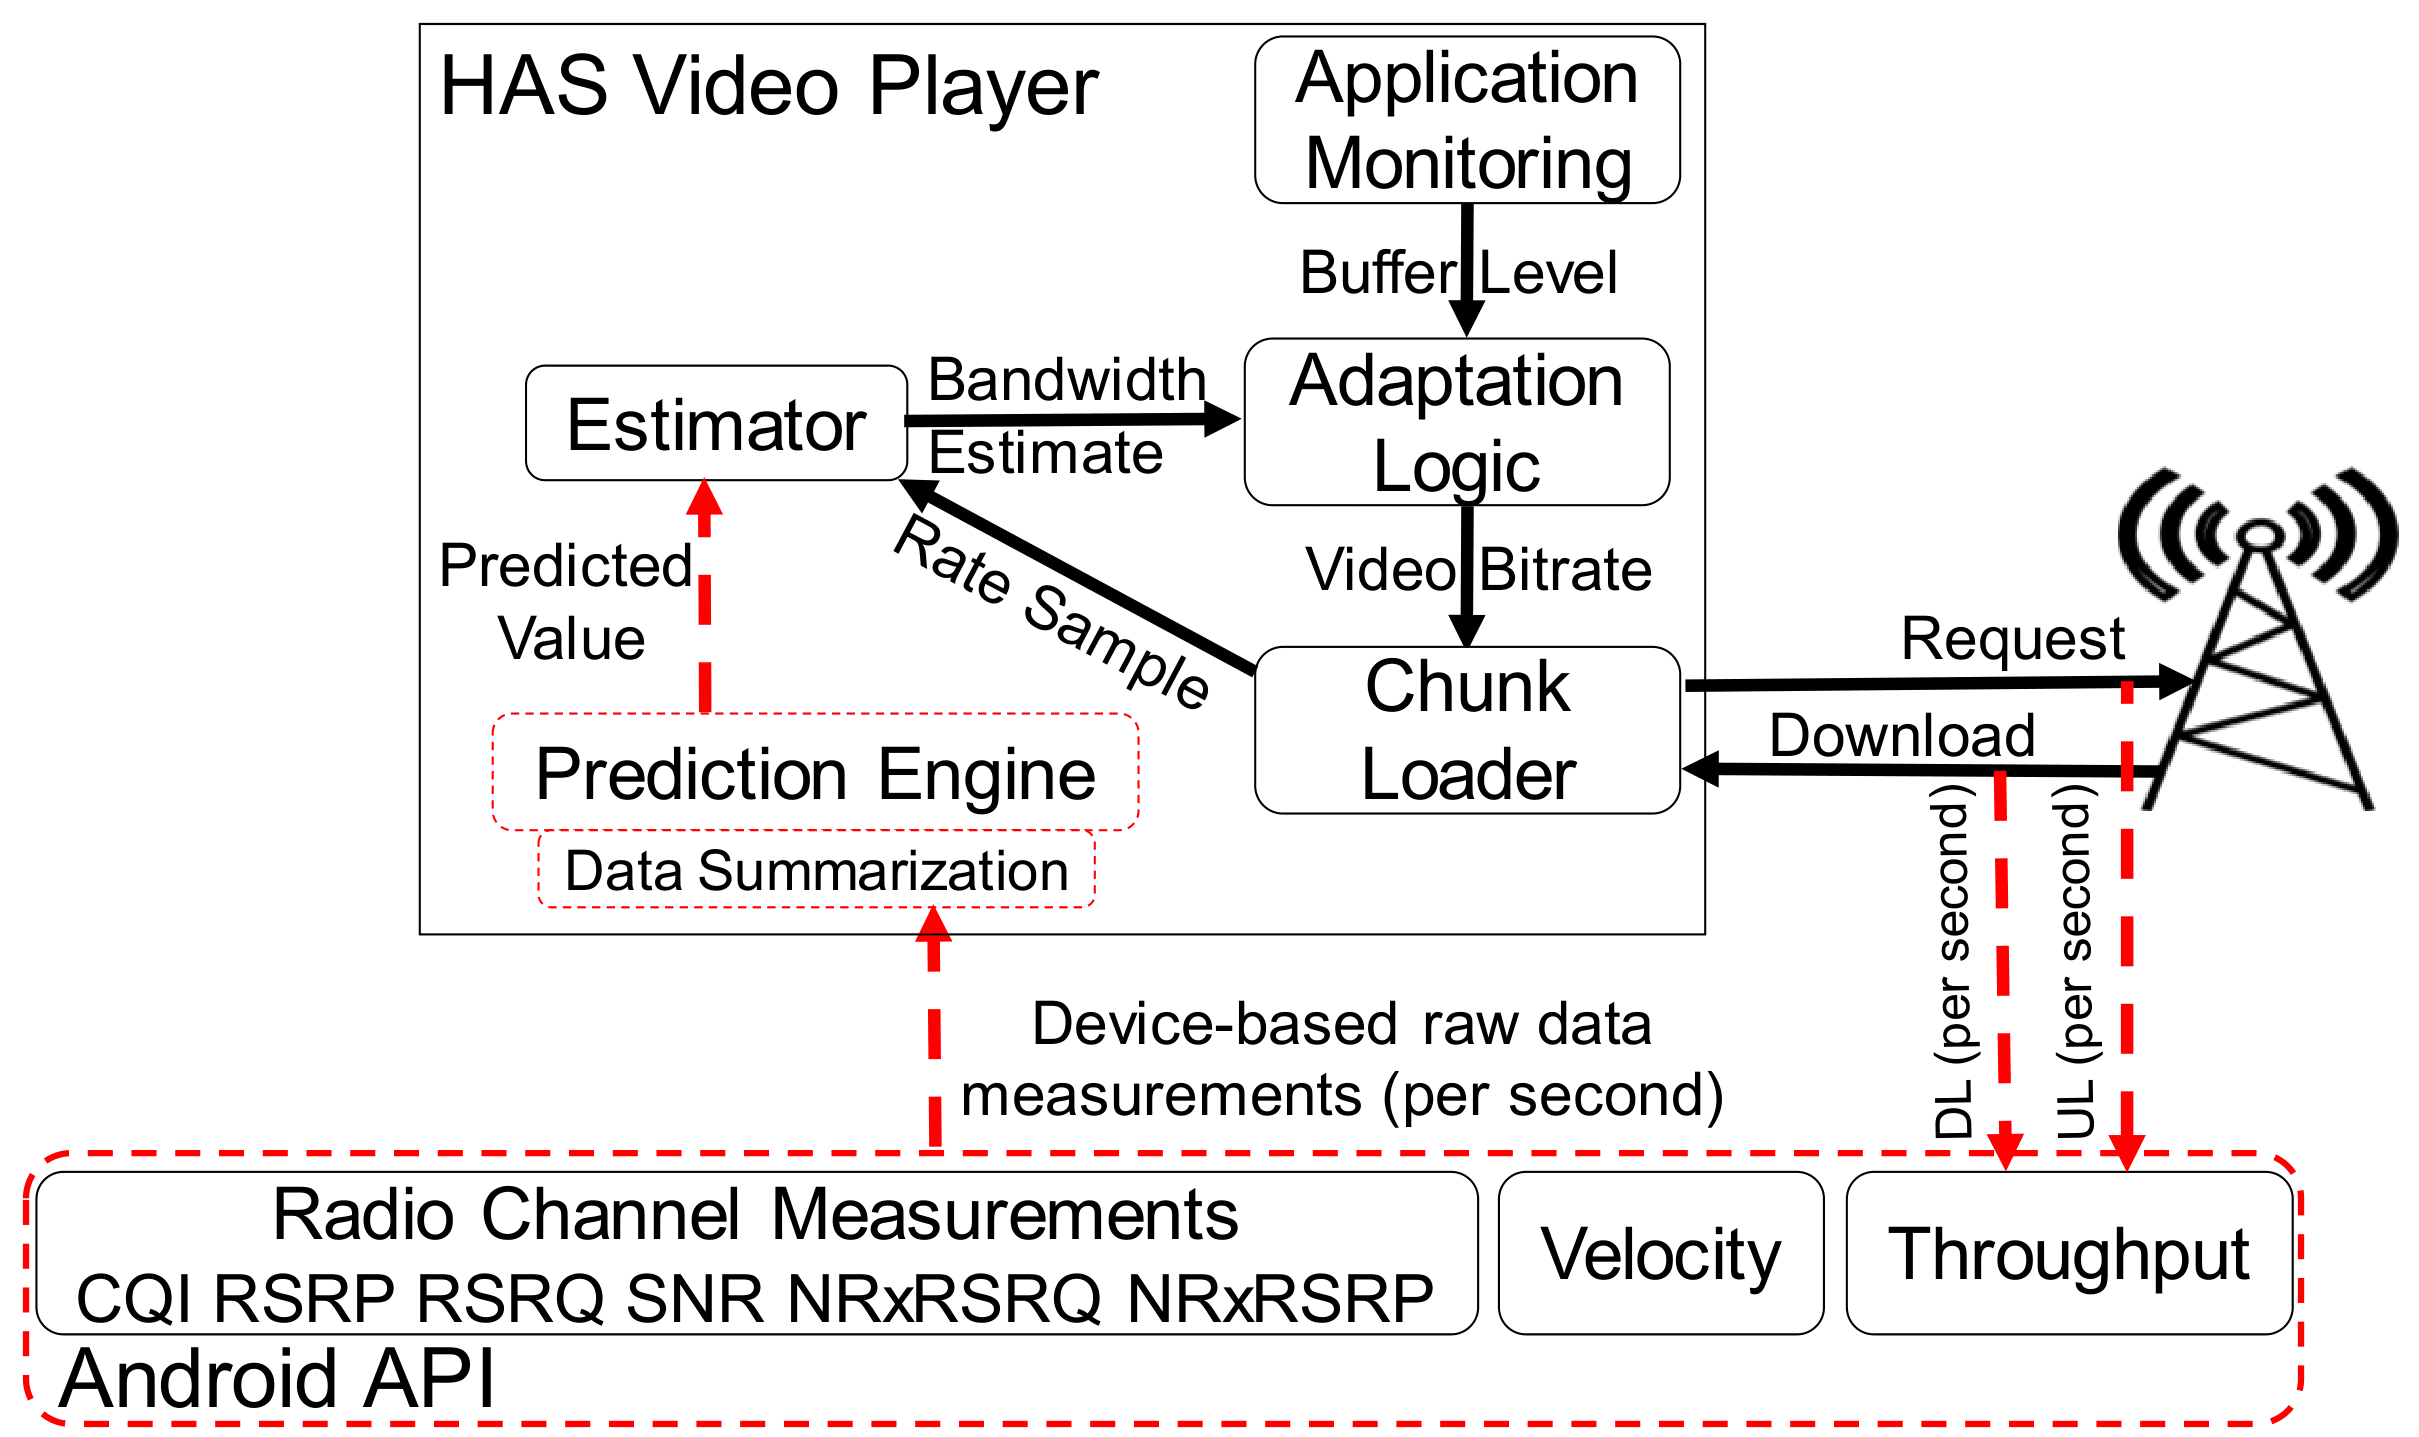 HAS Video Player
Application
Monitoring
Buffer Level
Estimator
Bandwidth
Estimate
Adaptation
Logic
Predicted
Value
Rate Sample
Video Bitrate
Chunk
Loader
Request
Download
Prediction Engine
Data Summarization
DL (per second)
UL (per second)
Device-based raw data
measurements (per second)
Radio Channel Measurements
CQI RSRP RSRQ SNR NRxRSRQ NRxRSRP
Velocity
Throughput
Android API